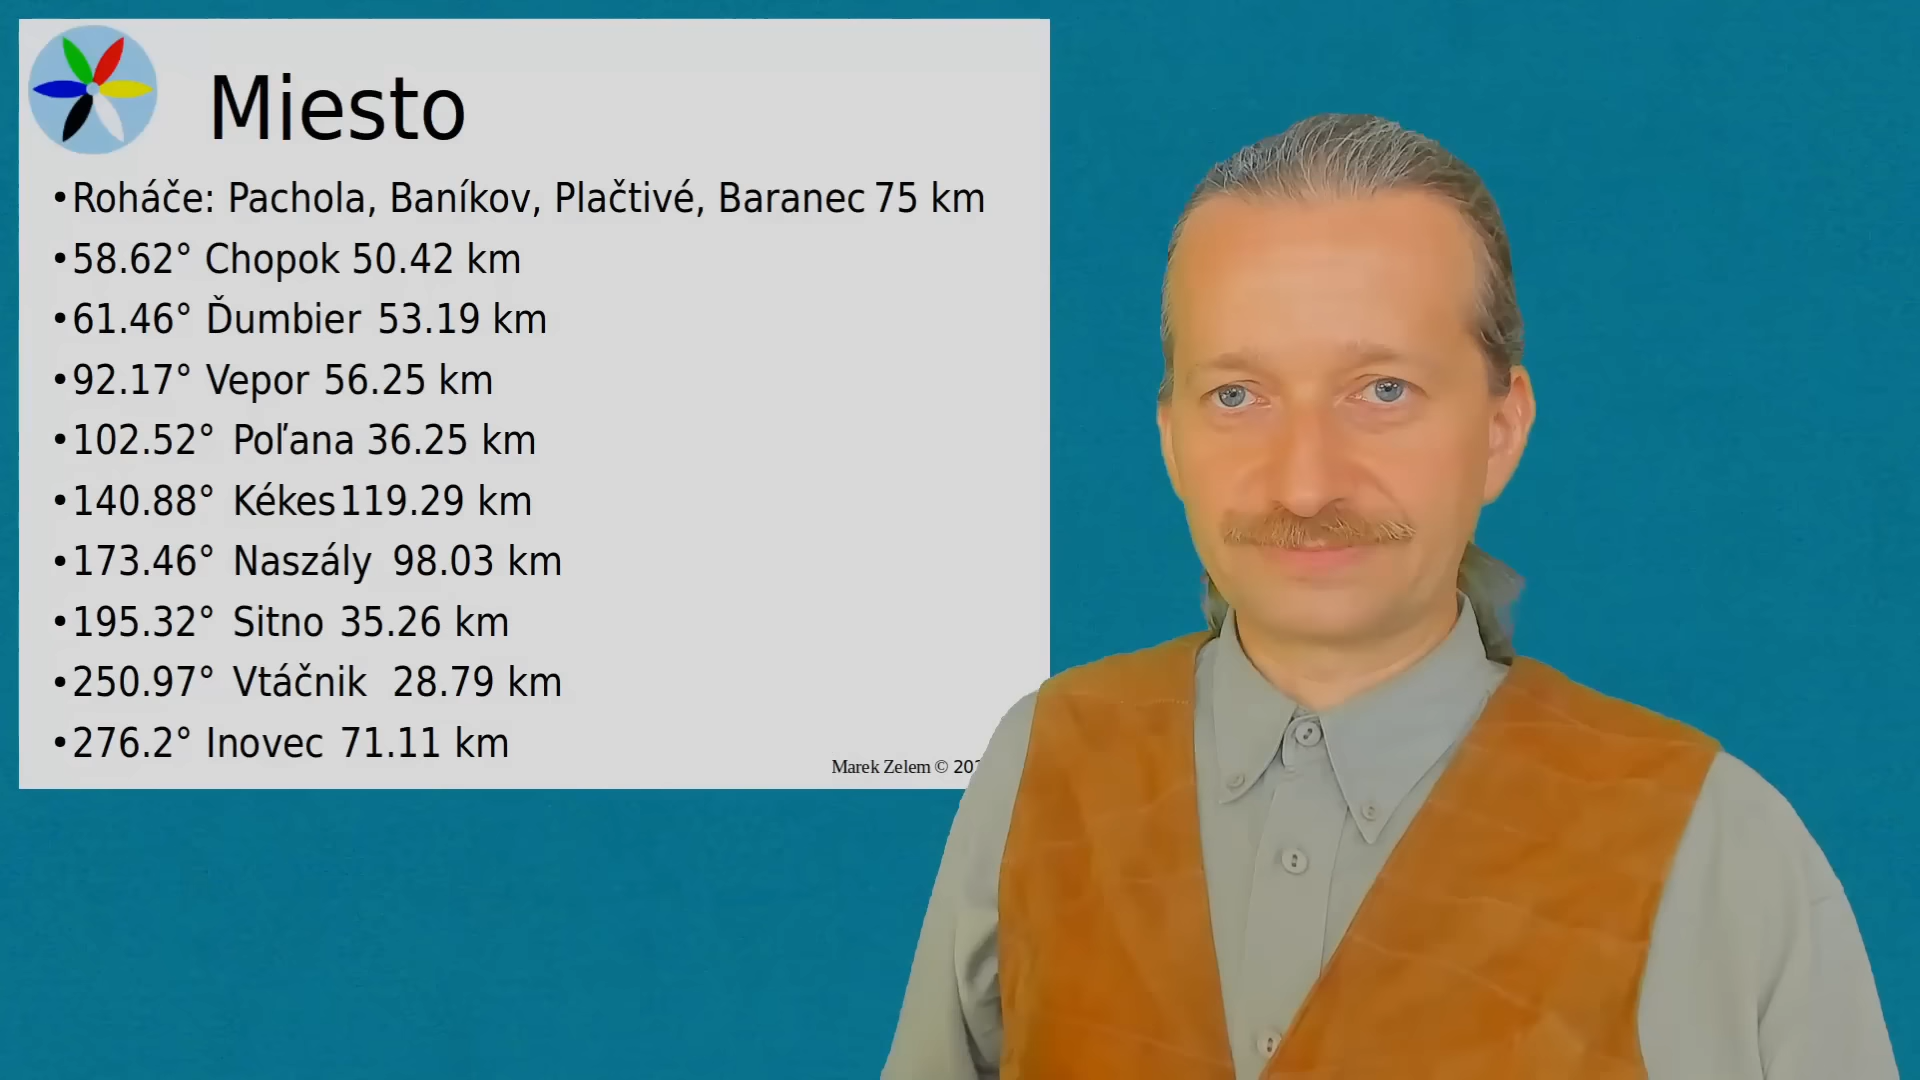 Miesto
•Roháče: Pachola, Baníkov, Plačtivé, Baranec 75 km
•58.62° Chopok 50.42 km
•61.46° Ďumbier 53.19 km
•92.17° Vepor 56.25 km
•102.52° Poľana 36.25 km
•140.88° Kékes 119.29 km
•173.46° Naszály 98.03 km
•195.32° Sitno 35.26 km
•250.97° Vtáčnik 28.79 km
•276.2° Inovec 71.11 km
Marek Zelem ©